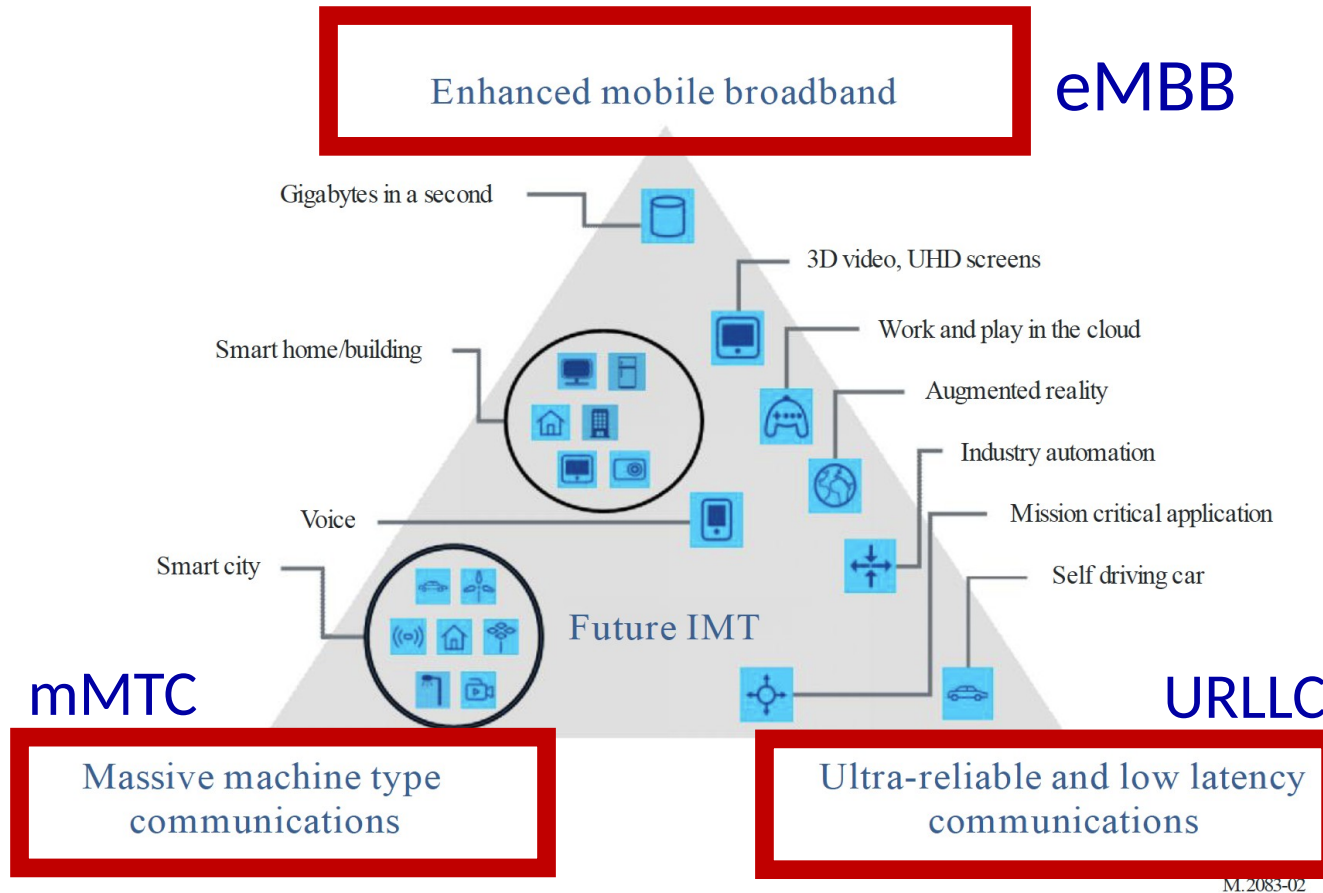 Enhanced mobile broadband
eMBB
Gigabytes in a second
3D video, UHD screens
Work and play in the cloud
Smart home/building
Augmented reality
Industry automation
Voice
Mission critical application
Smart city
Self driving car
Future IMT
mMTC
URLLC
Massive machine type
communications
Ultra-reliable and low latency
communications
M.2083-02